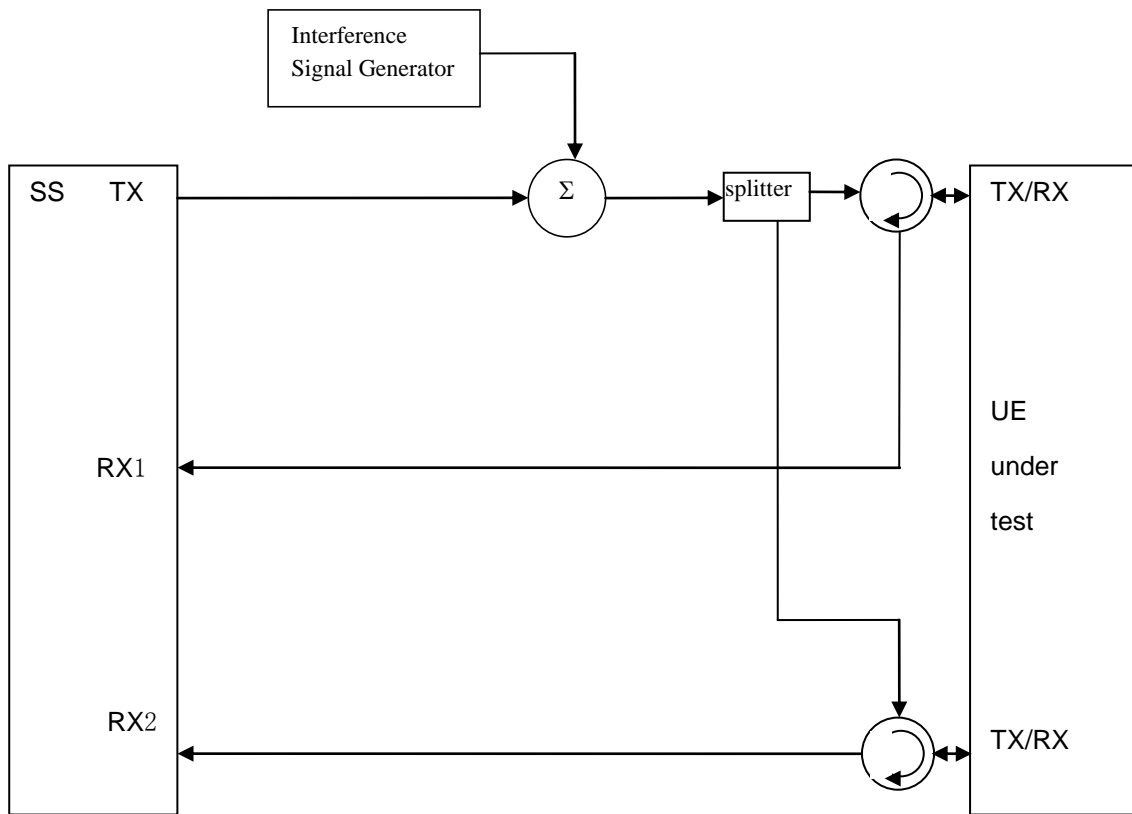 Interference
Signal Generator
SS TX
Σ
splitter
TX/RX
RX1
UE
under
test
RX2
TX/RX